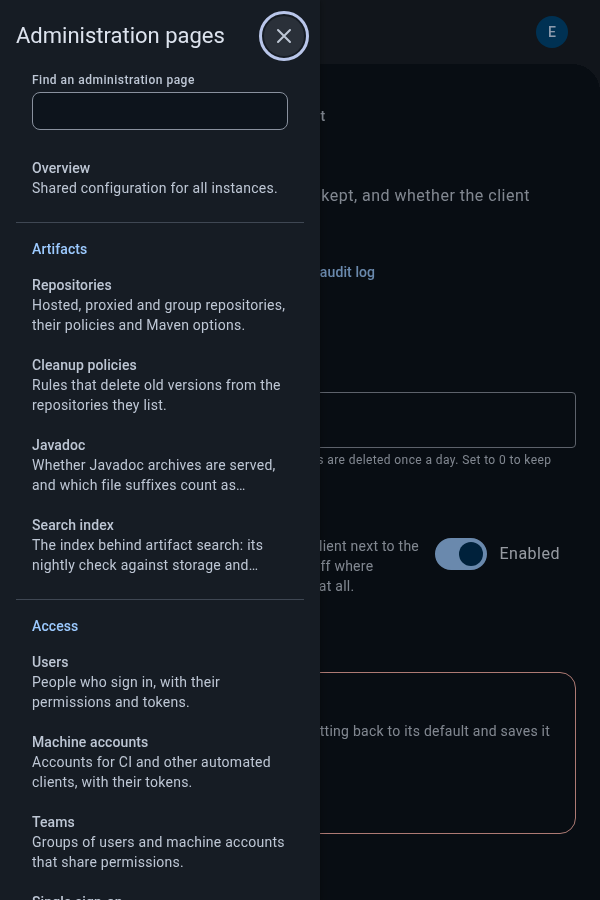 Administration pages
E
Find an administration page
t
Overview
Shared configuration for all instances.
kept, and whether the client
Artifacts
audit log
Repositories
Hosted, proxied and group repositories,
their policies and Maven options.
Cleanup policies
Rules that delete old versions from the
repositories they list.
Javadoc
Whether Javadoc archives are served,
and which file suffixes count as…
s are deleted once a day. Set to 0 to keep
Search index
The index behind artifact search: its
nightly check against storage and…
lient next to the
ff where
at all.
Enabled
Access
Users
People who sign in, with their
permissions and tokens.
tting back to its default and saves it
Machine accounts
Accounts for CI and other automated
clients, with their tokens.
Teams
Groups of users and machine accounts
that share permissions.